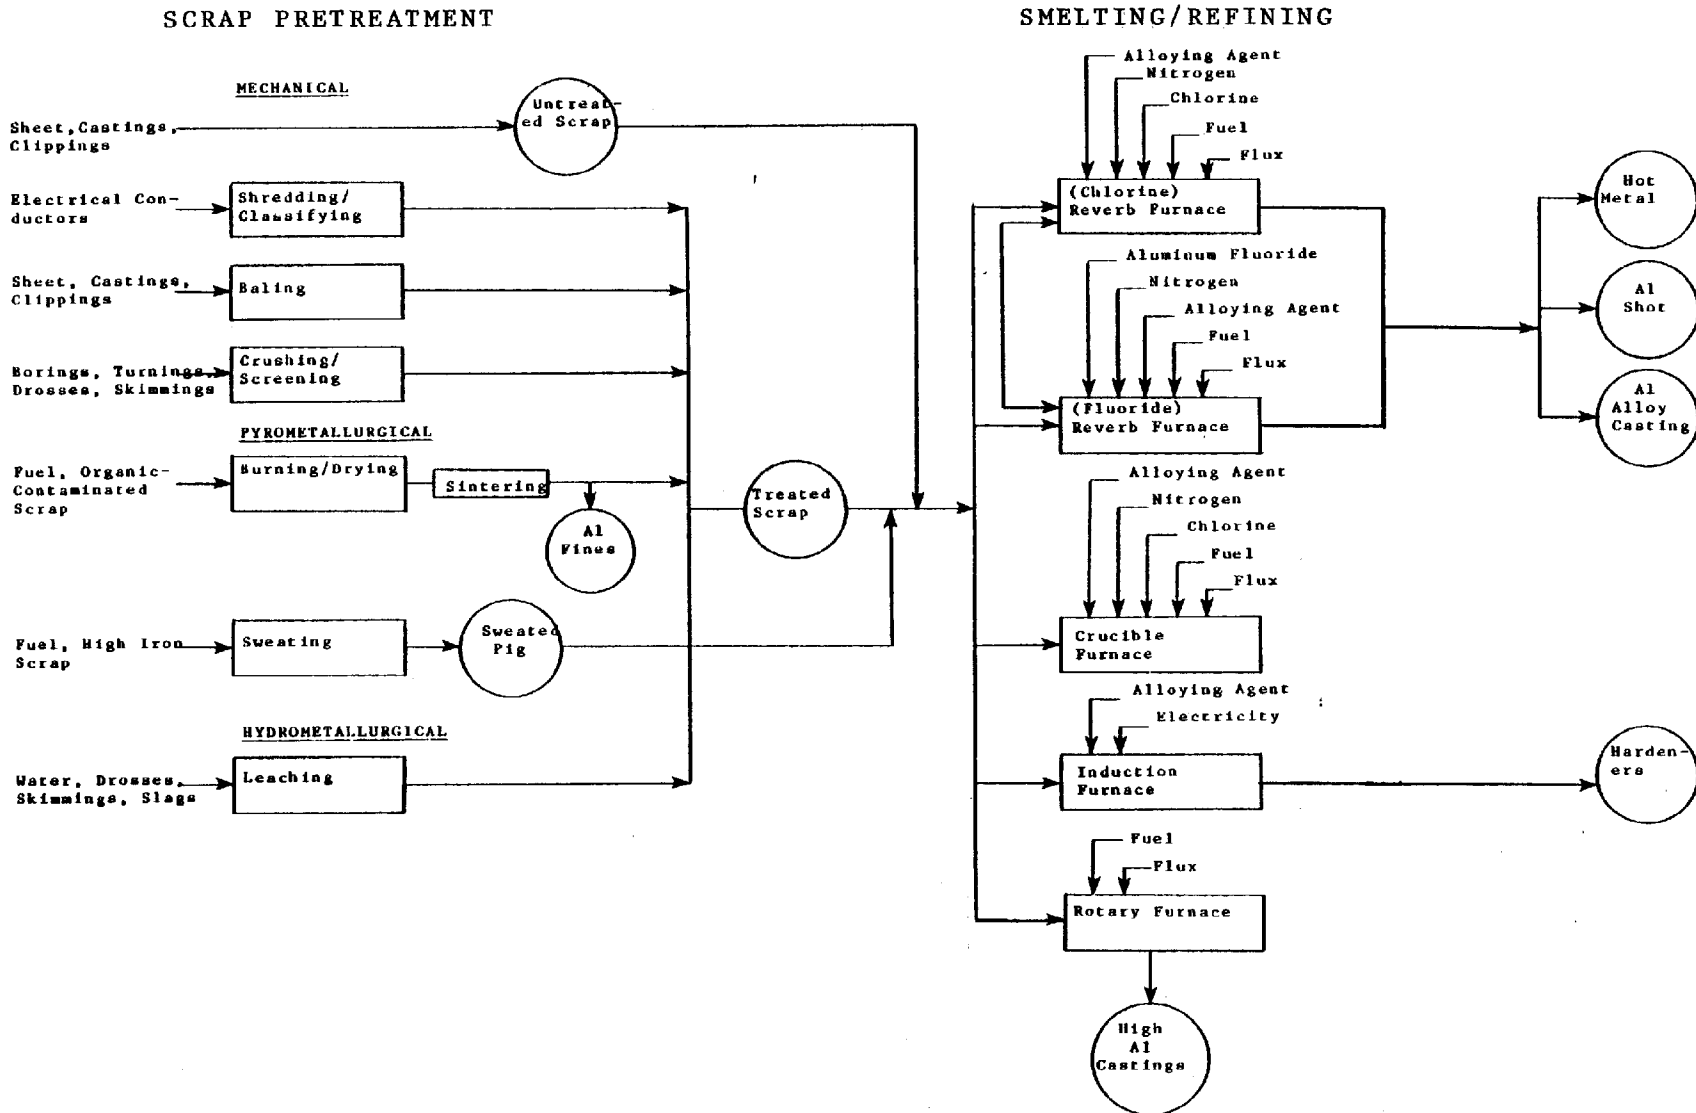 SCRAP PRETREATMENT
SMELTING/REFINING
MECHANICAL
Sheet,Castings,
Clippings
Untreat-
ed Scrap
Electrical Con-
ductors
Shredding/
Classifying
Sheet, Castings,
Clippings
Baling
Borings, Turnings,
Drosses, Skimmings
Crushing/
Screening
PYROMETALLURGICAL
Fuel, Organic-
Contaminated
Scrap
Burning/Drying
Sintering
Al
Fines
Treated
Scrap
Fuel, High Iron
Scrap
Sweating
Sweated
Pig
HYDROMETALLURGICAL
Water, Drosses,
Skimmings, Slags
Leaching
Alloying Agent
Nitrogen
Chlorine
Fuel
Flux
(Chlorine)
Reverb Furnace
Aluminum Fluoride
Nitrogen
Alloying Agent
Fuel
Flux
(Fluoride)
Reverb Furnace
Alloying Agent
Nitrogen
Chlorine
Fuel
Flux
Crucible
Furnace
Alloying Agent
Electricity
Induction
Furnace
Fuel
Flux
Rotary Furnace
High
Al
Castings
Hot
Metal
Al
Shot
Al
Alloy
Casting
Harden-
ers